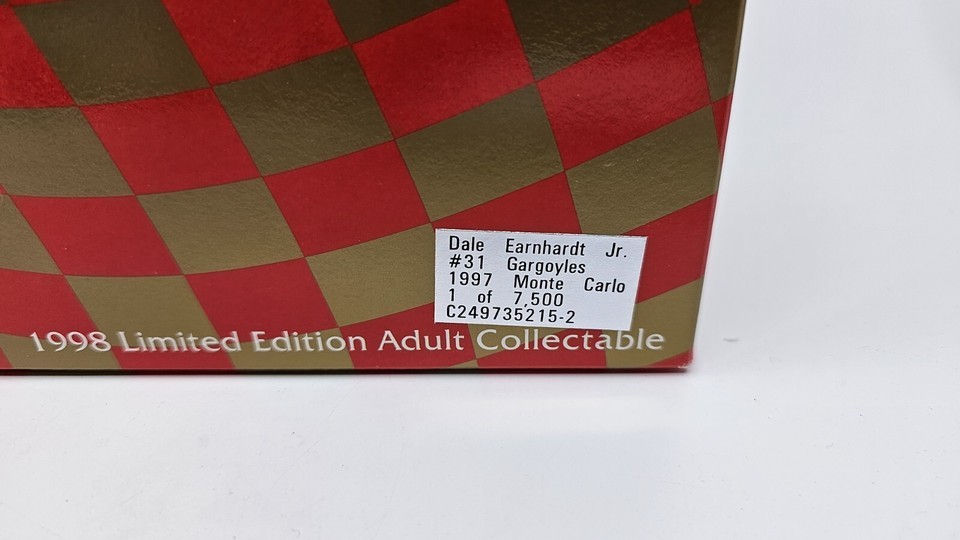 Dale Earnhardt Jr.
#31 Gargoyles
1997 Monte Carlo
1 of 7,500
C249735215-2
1998 Limited Edition Adult Collectable